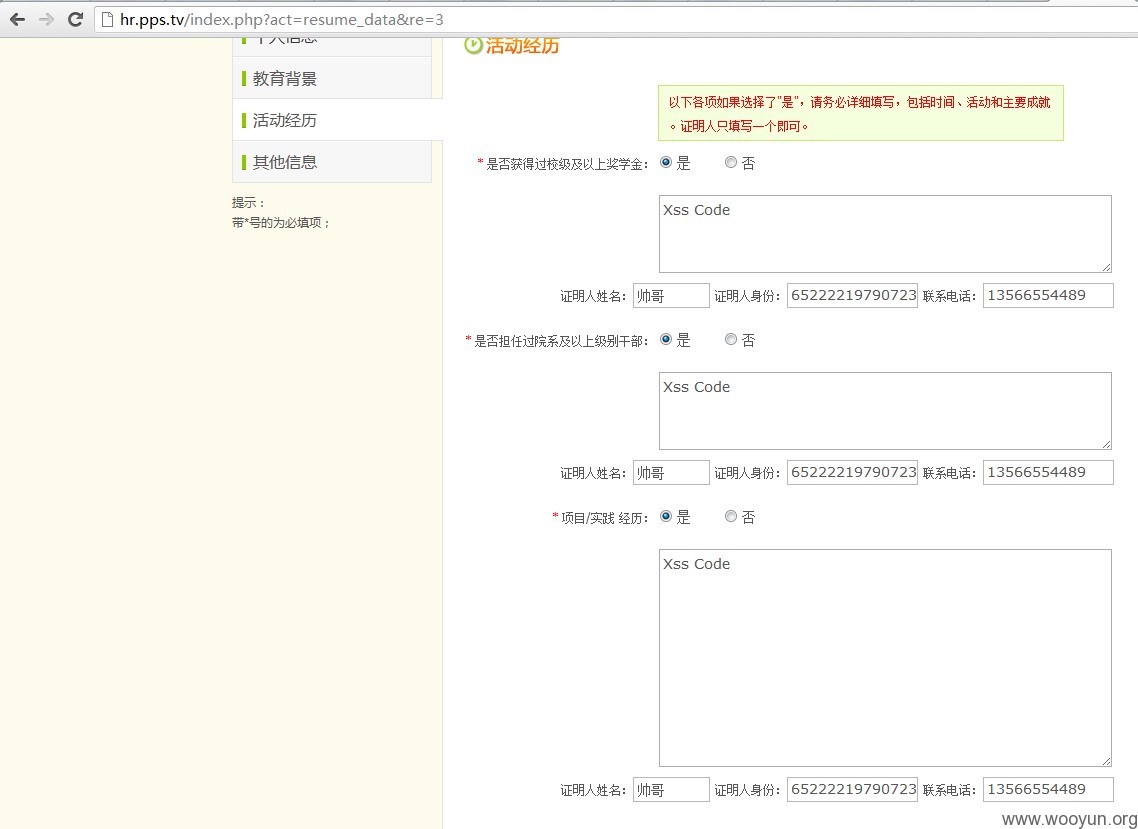 hr.pps.tv/index.php?act=resume_data&re=3
个人信息
活动经历
教育背景
活动经历
其他信息
提示：
带*号的为必填项；
以下各项如果选择了"是"，请务必详细填写，包括时间、活动和主要成就
。证明人只填写一个即可。
*是否获得过校级及以上奖学金： 是 否
Xss Code
证明人姓名： 帅哥 证明人身份： 65222219790723 联系电话： 13566554489
*是否担任过院系及以上级别干部： 是 否
Xss Code
证明人姓名： 帅哥 证明人身份： 65222219790723 联系电话： 13566554489
*项目/实践 经历： 是 否
Xss Code
证明人姓名： 帅哥 证明人身份： 65222219790723 联系电话： 13566554489
www.wooyun.org